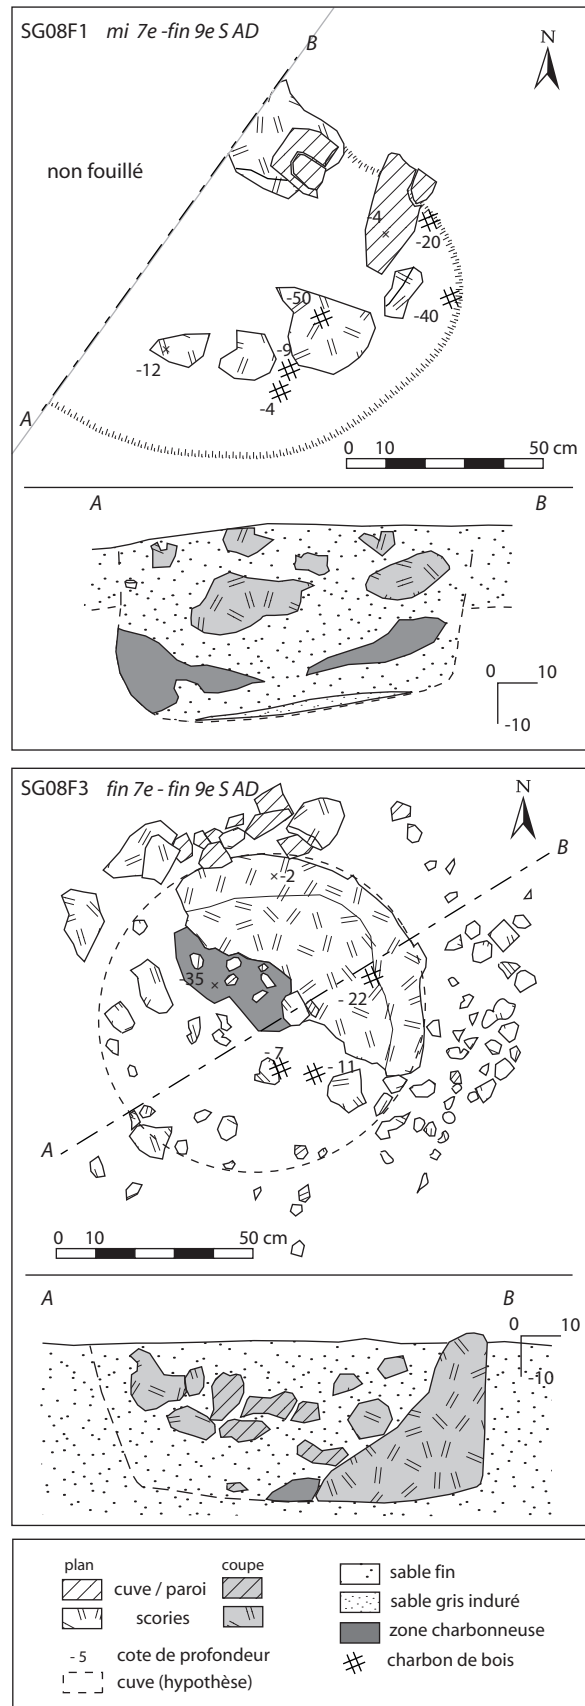 SG08F1 mi 7e -fin 9e S AD
B
N
non fouillé
-4
-20
-50
-40
-9
-12
-4
A
0 10 50 cm
A B
0 10
-10
SG08F3 fin 7e - fin 9e S AD
N
B
-2
-35
- 22
- 7
- 11
A
0 10 50 cm
A B
0 10
-10
plan coupe
cuve / paroi
scories
- 5 cote de profondeur
cuve (hypothèse)
sable fin
sable gris induré
zone charbonneuse
charbon de bois